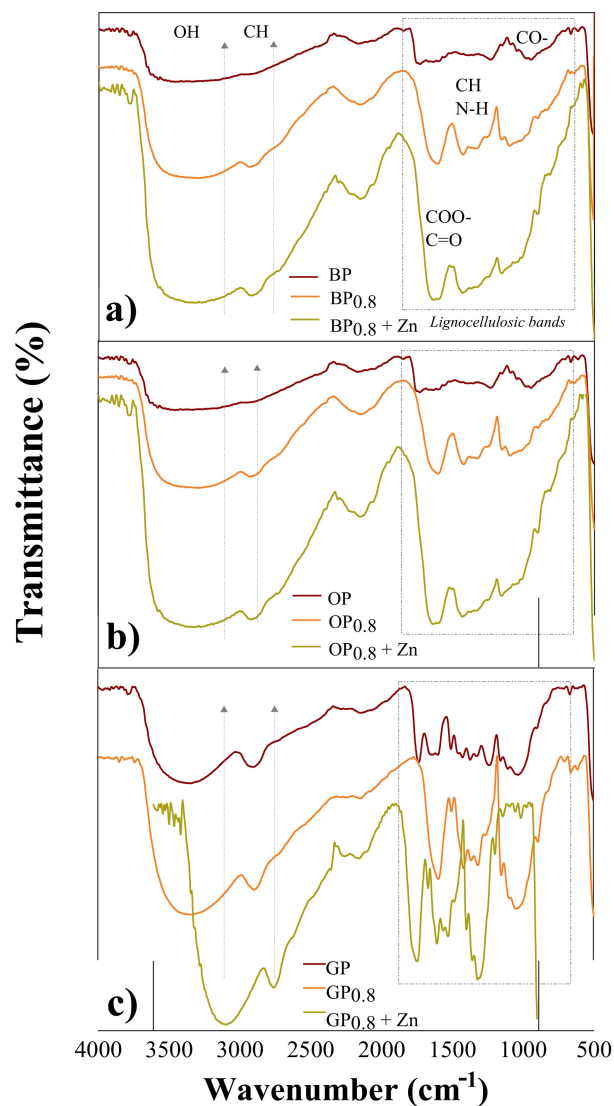 OH CH CO-
CH
N-H
COO-
C=O
BP
BP0.8
BP0.8 + Zn
Lignocellulosic bands
a)
OP
OP0.8
OP0.8 + Zn
b)
GP
GP0.8
GP0.8 + Zn
c)
Transmittance (%)
4000 3500 3000 2500 2000 1500 1000 500
Wavenumber (cm-1)